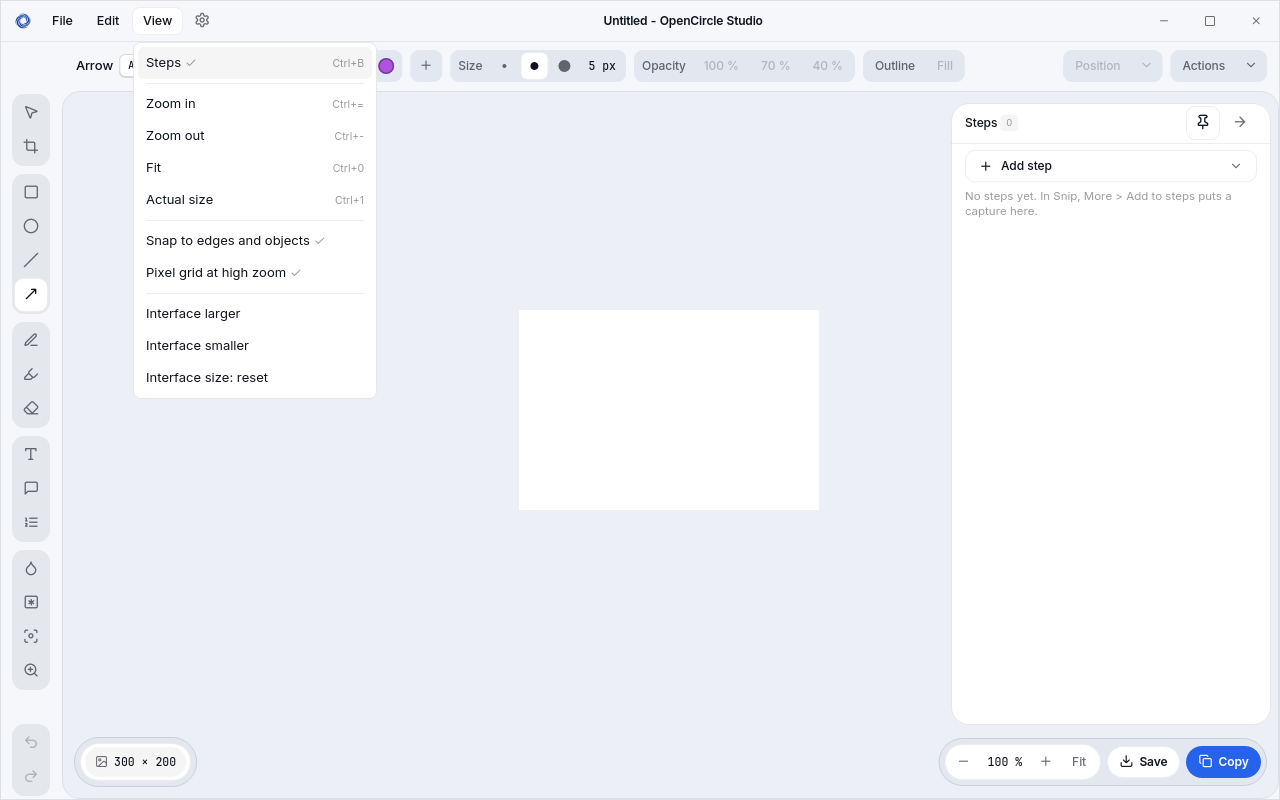 File Edit View
Untitled - OpenCircle Studio
Arrow
Size 5 px
Opacity 100 % 70 % 40 %
Outline Fill
Position
Actions
Steps Ctrl+B
Zoom in Ctrl+=
Zoom out Ctrl+-
Fit Ctrl+0
Actual size Ctrl+1
Snap to edges and objects
Pixel grid at high zoom
Interface larger
Interface smaller
Interface size: reset
Steps 0
Add step
No steps yet. In Snip, More > Add to steps puts a
capture here.
300 × 200
100 % Fit
Save
Copy